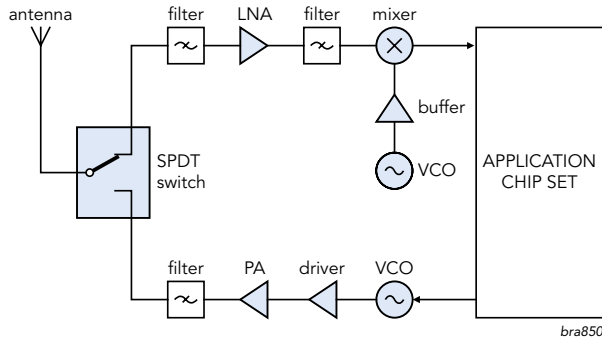 antenna
filter
LNA
filter
mixer
buffer
SPDT
switch
VCO
APPLICATION
CHIP SET
filter
PA
driver
VCO
bra850